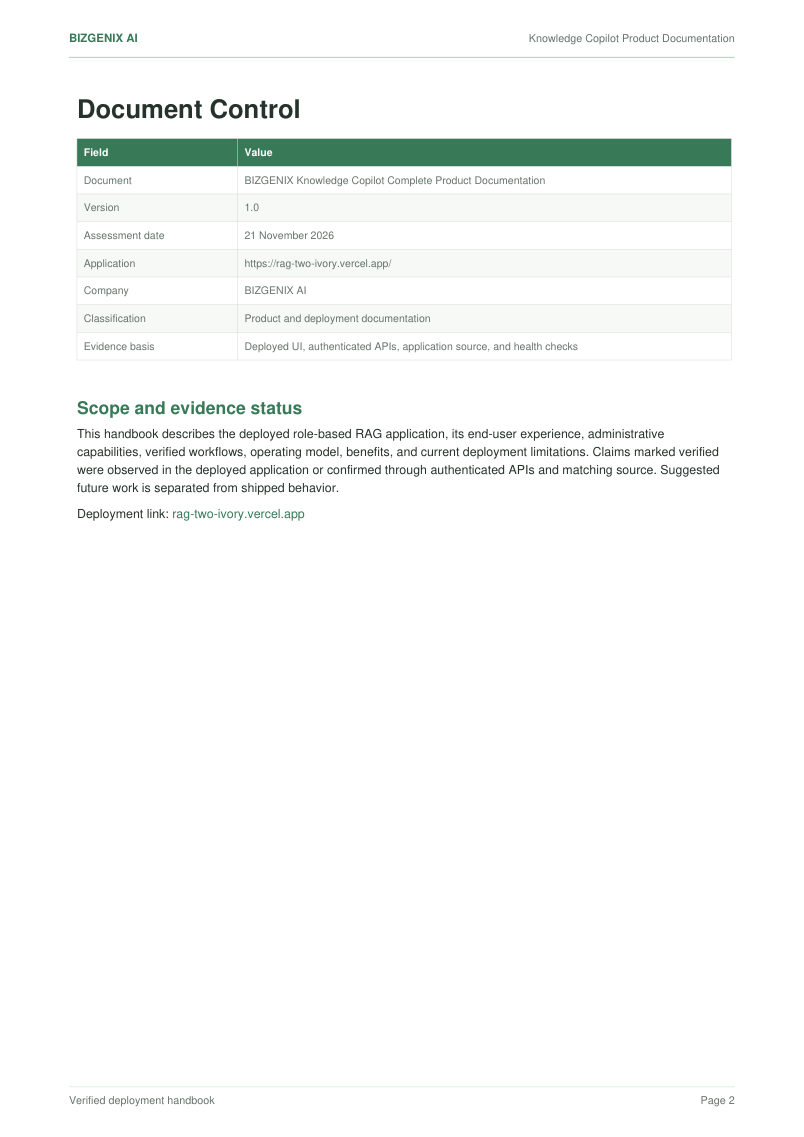 BIZGENIX AI Knowledge Copilot Product Documentation
Document Control
Field Value
Document BIZGENIX Knowledge Copilot Complete Product Documentation
Version 1.0
Assessment date 21 November 2026
Application https://rag-two-ivory.vercel.app/
Company BIZGENIX AI
Classification Product and deployment documentation
Evidence basis Deployed UI, authenticated APIs, application source, and health checks
Scope and evidence status
This handbook describes the deployed role-based RAG application, its end-user experience, administrative
capabilities, verified workflows, operating model, benefits, and current deployment limitations. Claims marked verified
were observed in the deployed application or confirmed through authenticated APIs and matching source. Suggested
future work is separated from shipped behavior.
Deployment link: rag-two-ivory.vercel.app
Verified deployment handbook Page 2